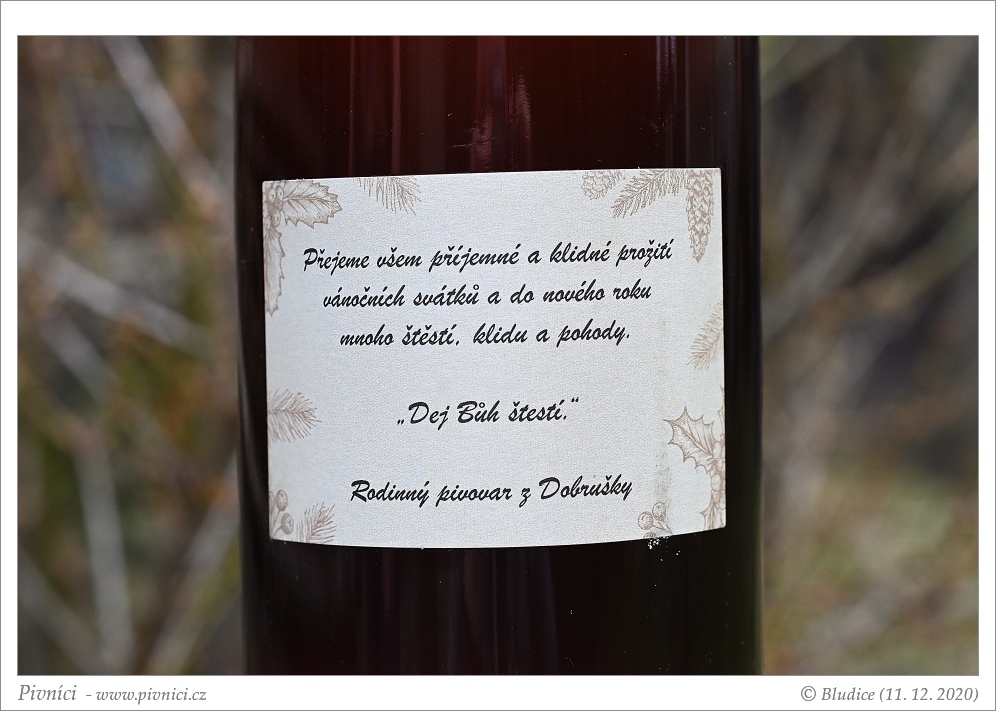 Přejeme všem příjemné a klidné prožití
vánočních svátků a do nového roku
mnoho štěstí, klidu a pohody.
„Dej Bůh štestí.“
Rodinný pivovar z Dobrušky
Pivníci - www.pivnici.cz
© Bludice (11. 12. 2020)